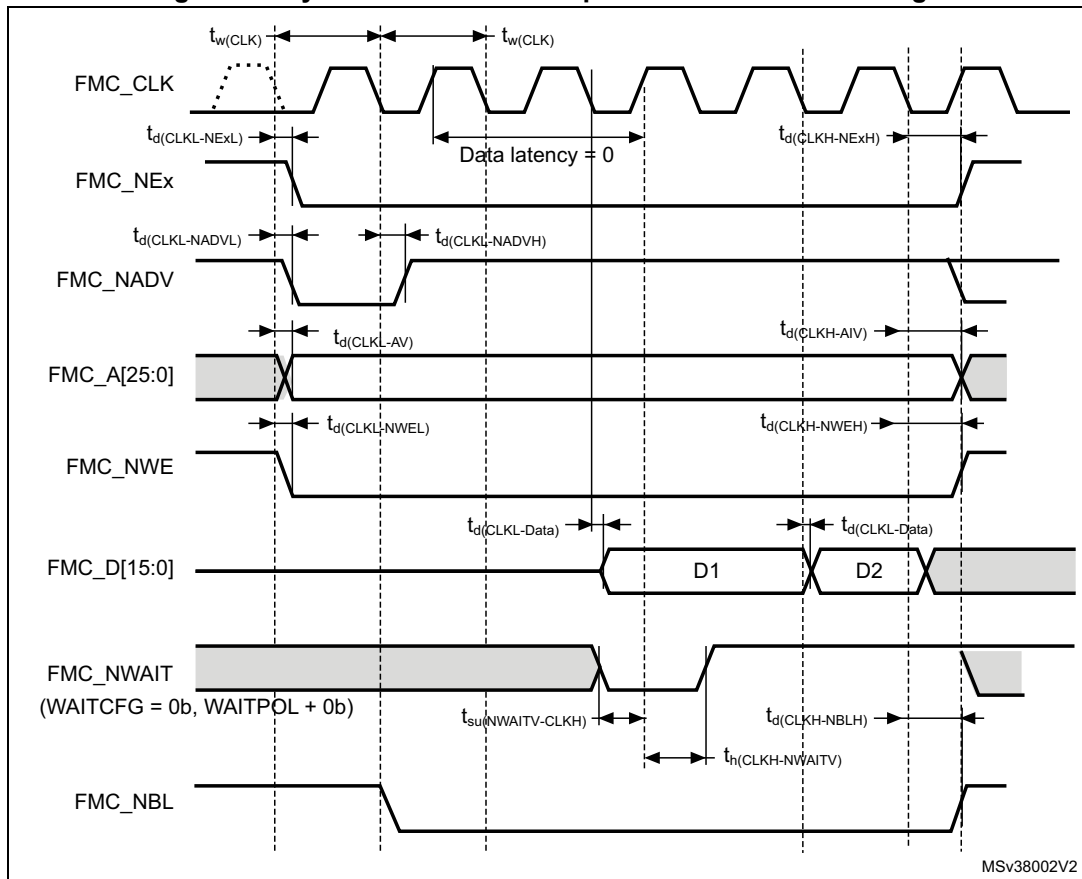 tw(CLK) tw(CLK)
FMC_CLK
td(CLKL-NExL) td(CLKH-NExH)
Data latency = 0
FMC_NEx
td(CLKL-NADVL) td(CLKL-NADVH)
FMC_NADV
td(CLKL-AV) td(CLKH-AIV)
FMC_A[25:0]
td(CLKL-NWEL) td(CLKH-NWEH)
FMC_NWE
td(CLKL-Data) td(CLKL-Data)
FMC_D[15:0] D1 D2
FMC_NWAIT
(WAITCFG = 0b, WAITPOL + 0b)
tsu(NWAITV-CLKH) td(CLKH-NBLH)
th(CLKH-NWAITV)
FMC_NBL
MSv38002V2